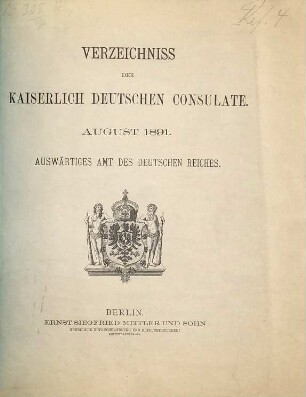 VERZEICHNISS
DER
KAISERLICH DEUTSCHEN CONSULATE.
AUGUST 1891.
AUSWÄRTIGES AMT DES DEUTSCHEN REICHES.
BERLIN.
ERNST SIEGFRIED MITTLER UND SOHN